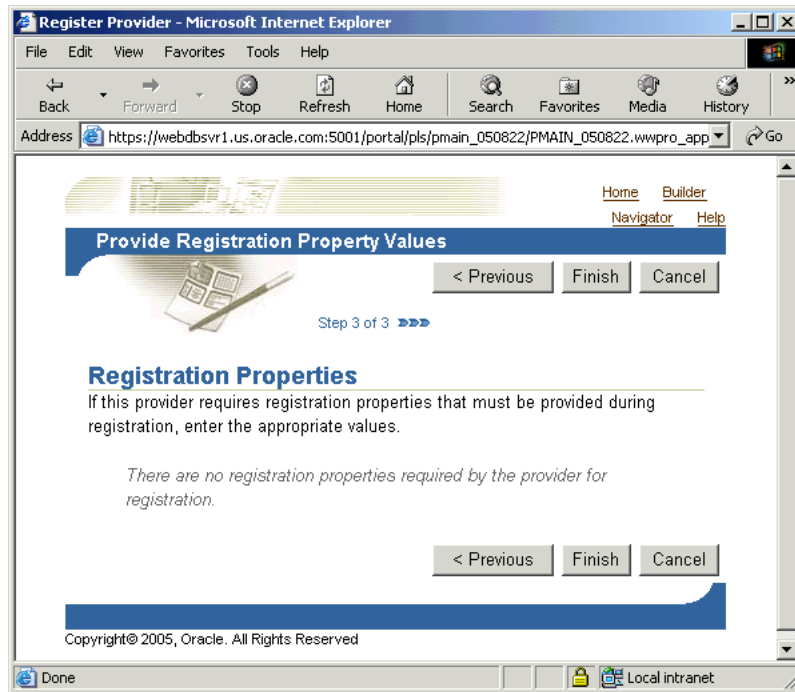 Register Provider - Microsoft Internet Explorer
File Edit View Favorites Tools Help
Back Forward Stop Refresh Home Search Favorites Media History »
Address https://webdbsvr1.us.oracle.com:5001/portal/pls/pmain_050822/PMAIN_050822.wwpro_app Go
Home Builder
Navigator Help
Provide Registration Property Values
< Previous Finish Cancel
Step 3 of 3
Registration Properties
If this provider requires registration properties that must be provided during
registration, enter the appropriate values.
There are no registration properties required by the provider for
registration.
< Previous Finish Cancel
Copyright© 2005, Oracle. All Rights Reserved
Done Local intranet